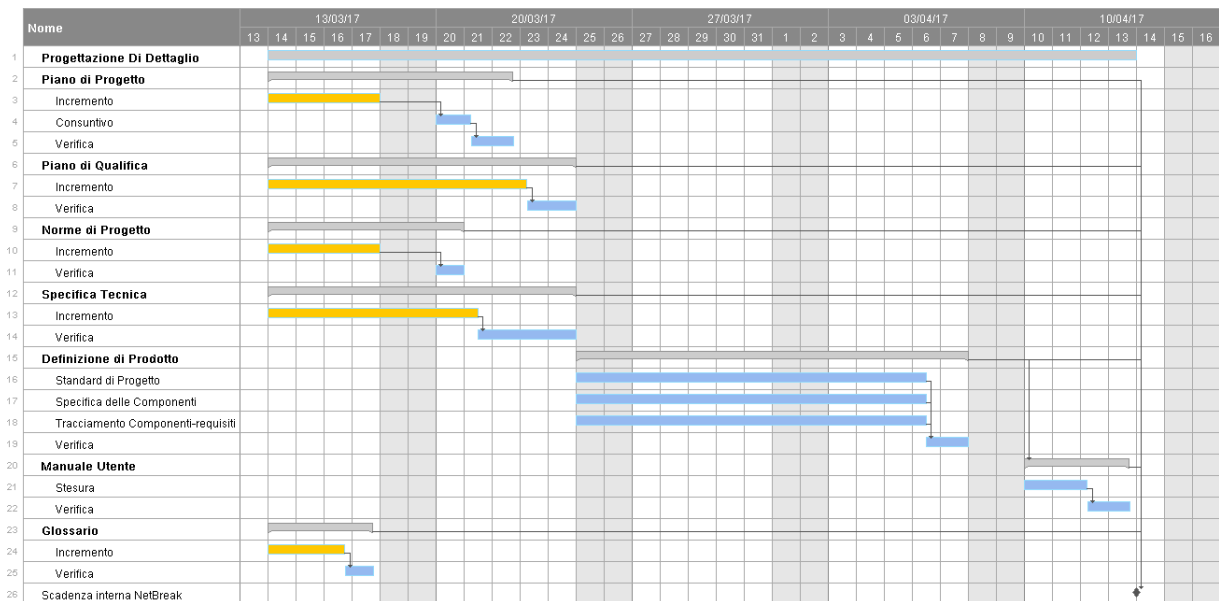 Nome
13/03/17 20/03/17 27/03/17 03/04/17 10/04/17
13 14 15 16 17 18 19 20 21 22 23 24 25 26 27 28 29 30 31 1 2 3 4 5 6 7 8 9 10 11 12 13 14 15 16
1 Progettazione Di Dettaglio
2 Piano di Progetto
3 Incremento
4 Consuntivo
5 Verifica
6 Piano di Qualifica
7 Incremento
8 Verifica
9 Norme di Progetto
10 Incremento
11 Verifica
12 Specifica Tecnica
13 Incremento
14 Verifica
15 Definizione di Prodotto
16 Standard di Progetto
17 Specifica delle Componenti
18 Tracciamento Componenti-requisiti
19 Verifica
20 Manuale Utente
21 Stesura
22 Verifica
23 Glossario
24 Incremento
25 Verifica
26 Scadenza interna NetBreak